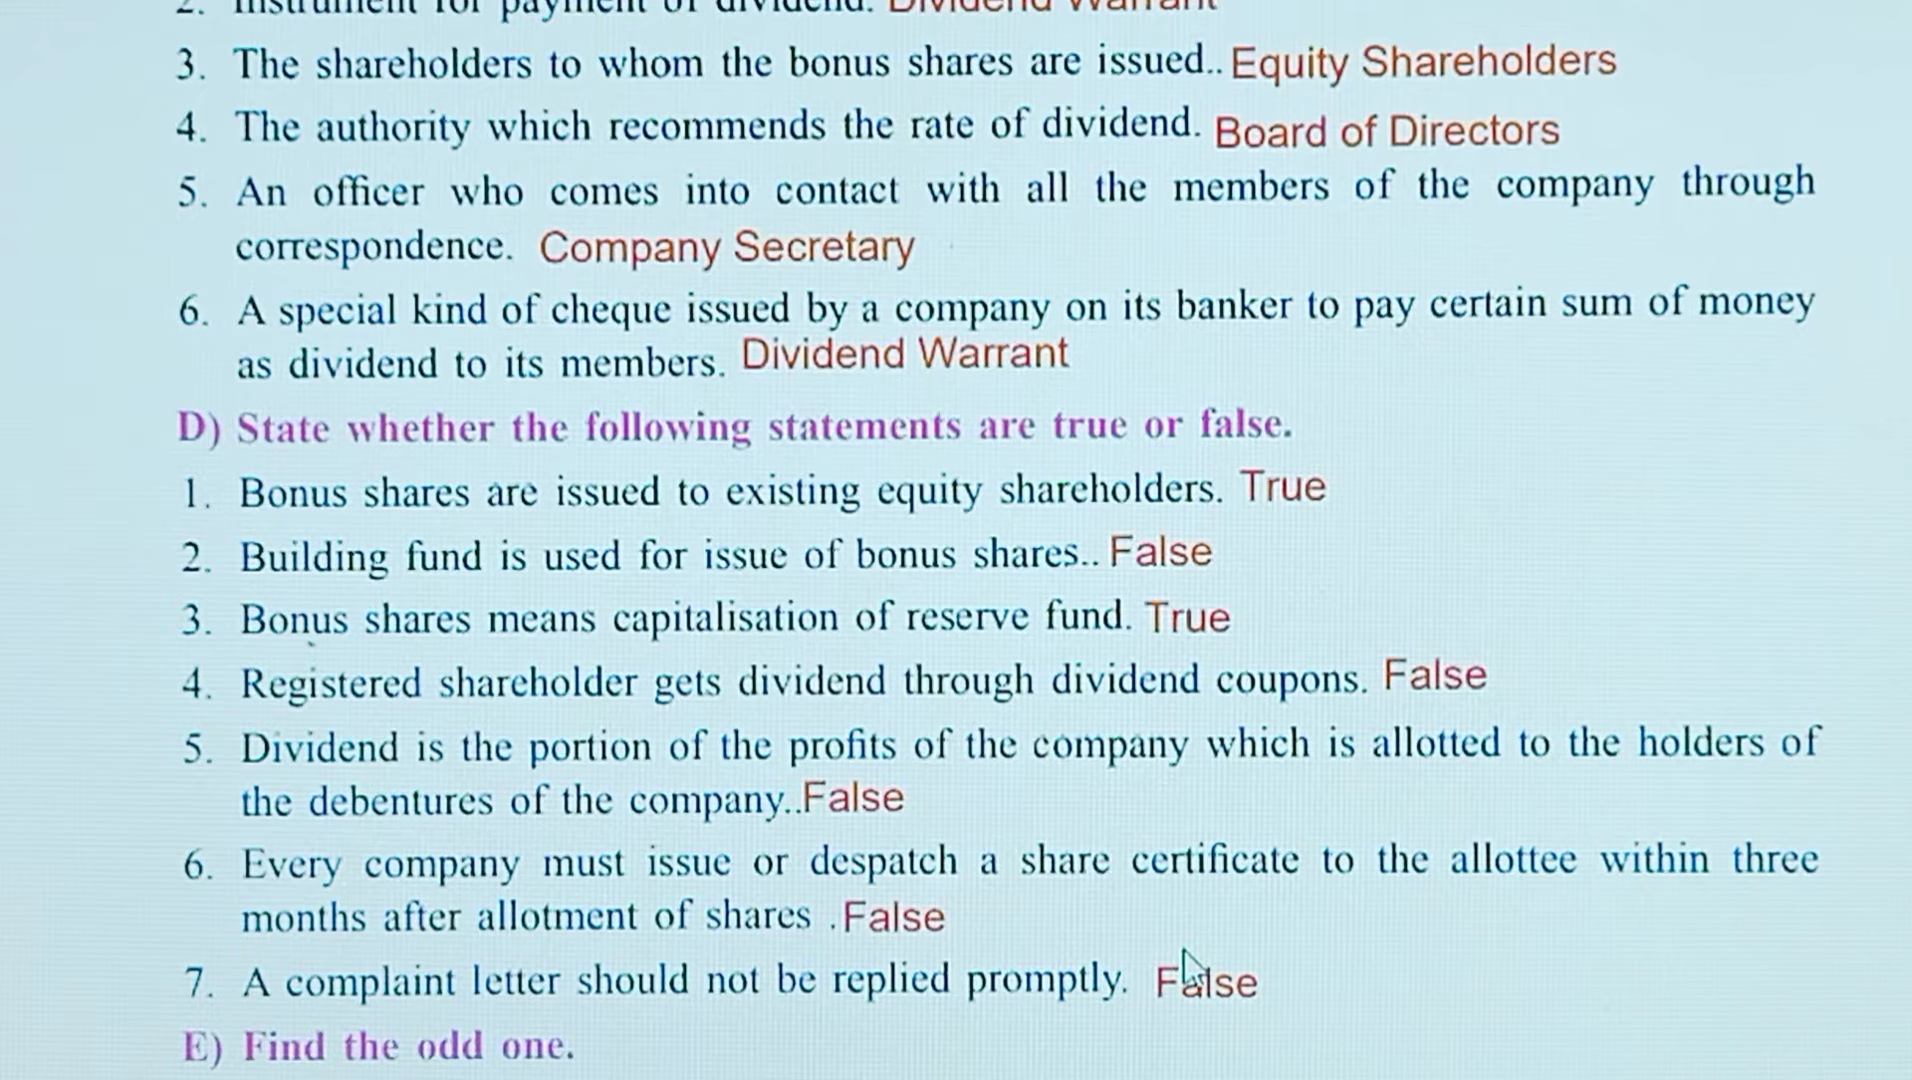 2. Instrument for payment of dividend. Dividend Warrant
3. The shareholders to whom the bonus shares are issued.. Equity Shareholders
4. The authority which recommends the rate of dividend. Board of Directors
5. An officer who comes into contact with all the members of the company through
correspondence. Company Secretary
6. A special kind of cheque issued by a company on its banker to pay certain sum of money
as dividend to its members. Dividend Warrant
D) State whether the following statements are true or false.
1. Bonus shares are issued to existing equity shareholders. True
2. Building fund is used for issue of bonus shares.. False
3. Bonus shares means capitalisation of reserve fund. True
4. Registered shareholder gets dividend through dividend coupons. False
5. Dividend is the portion of the profits of the company which is allotted to the holders of
the debentures of the company..False
6. Every company must issue or despatch a share certificate to the allottee within three
months after allotment of shares .False
7. A complaint letter should not be replied promptly. False
E) Find the odd one.